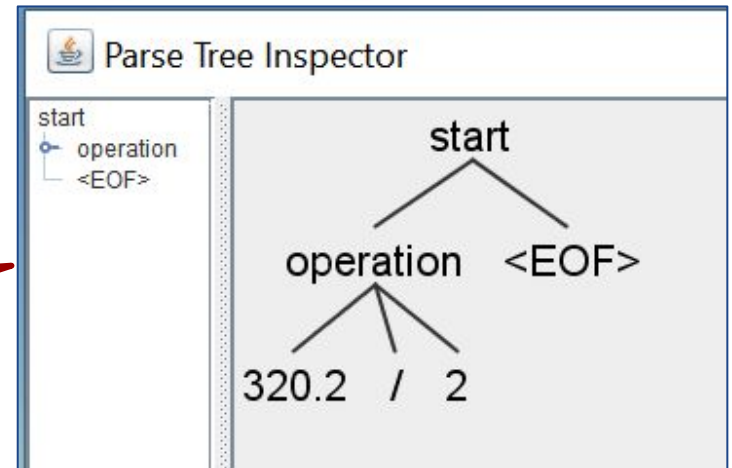 Parse Tree Inspector
start
operation
<EOF>
start
operation <EOF>
320.2 / 2